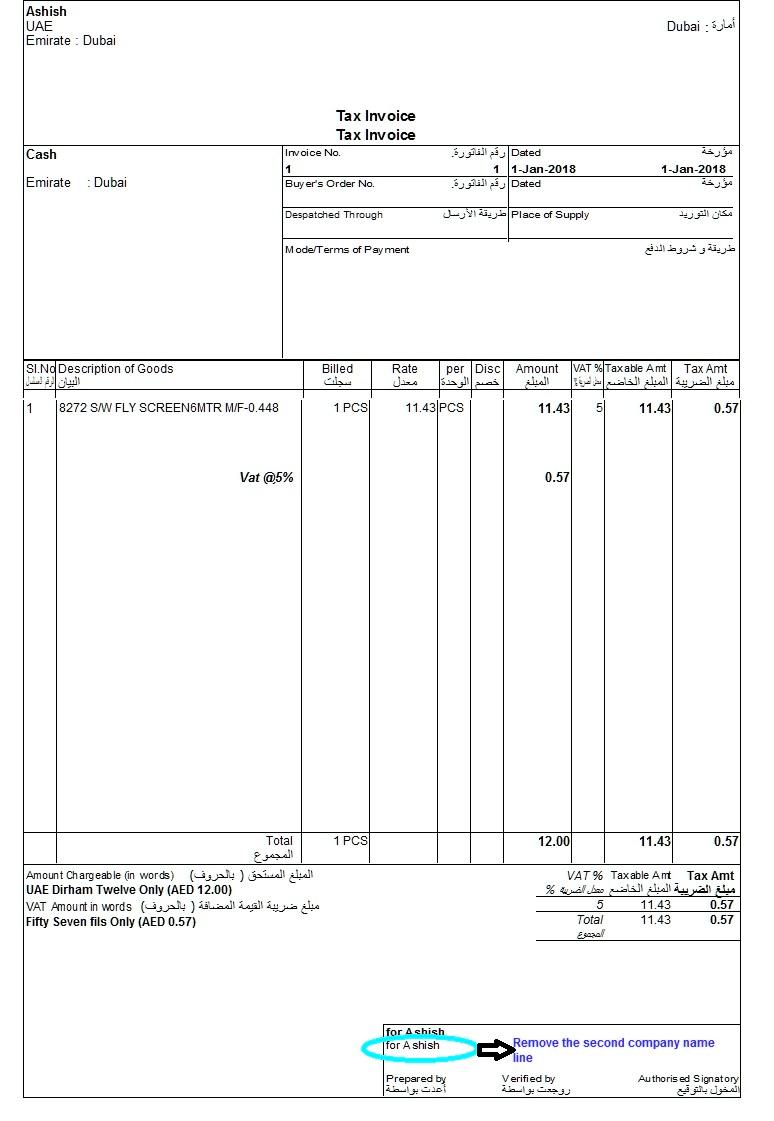 Ashish
UAE
Emirate : Dubai
Dubai : أمارة
Tax Invoice
Tax Invoice
Cash
Emirate : Dubai
Invoice No. رقم الفاتورة.
1 1
Dated مؤرخة
1-Jan-2018 1-Jan-2018
Buyer's Order No. رقم الفاتورة.
Dated مؤرخة
Despatched Through طريقة الأرسال
Place of Supply مكان التوريد
Mode/Terms of Payment طريقة و شروط الدفع
Sl.No Description of Goods Billed Rate per Disc Amount VAT % Taxable Amt Tax Amt
البيان سجلت معدل الوحدة خصم المبلغ المبلغ الخاضع مبلغ الضريبة
1 8272 S/W FLY SCREEN6MTR M/F-0.448 1 PCS 11.43 PCS 11.43 5 11.43 0.57
Vat @5% 0.57
Total 1 PCS 12.00 11.43 0.57
المجموع
Amount Chargeable (in words) المبلغ المستحق ( بالحروف)
UAE Dirham Twelve Only (AED 12.00)
VAT Amount in words مبلغ ضريبة القيمة المضافة ( بالحروف)
Fifty Seven fils Only (AED 0.57)
VAT % Taxable Amt Tax Amt
% معدل الضريبة المبلغ الخاضع مبلغ الضريبة
5 11.43 0.57
Total 11.43 0.57
المجموع
for Ashish
for Ashish
Remove the second company name
line
Prepared by Verified by Authorised Signatory
أعدت بواسطة روجعت بواسطة المخول بالتوقيع